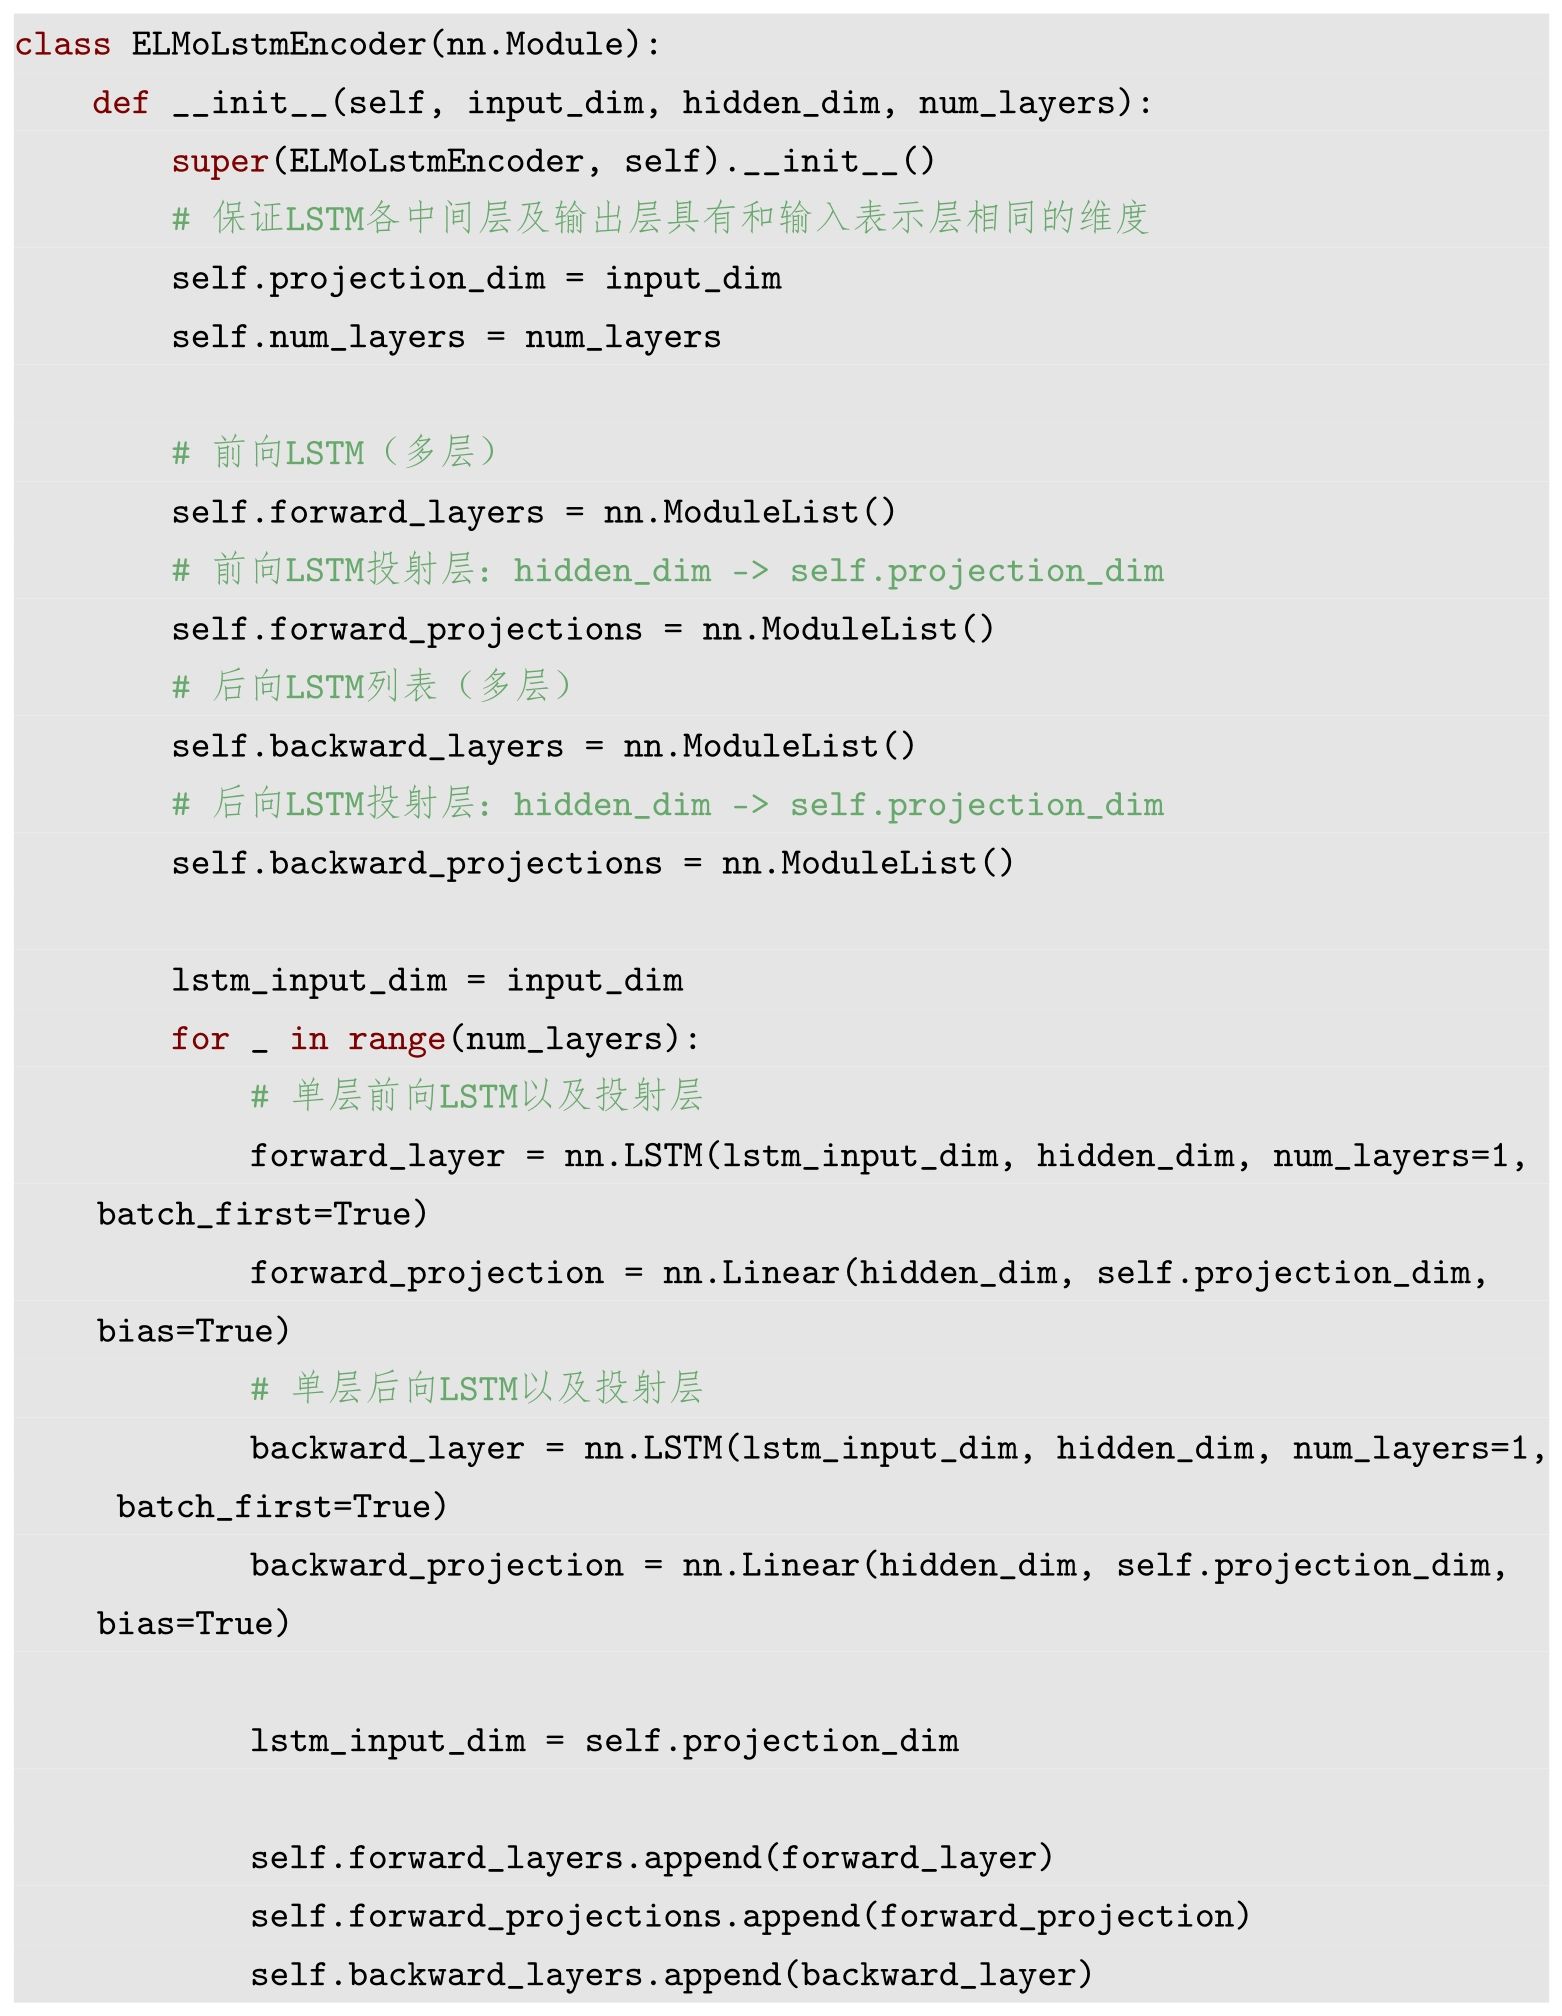 class ELMoLstmEncoder(nn.Module):
    def __init__(self, input_dim, hidden_dim, num_layers):
        super(ELMoLstmEncoder, self).__init__()
        # 保证LSTM各中间层及输出层具有和输入表示层相同的维度
        self.projection_dim = input_dim
        self.num_layers = num_layers

        # 前向LSTM（多层）
        self.forward_layers = nn.ModuleList()
        # 前向LSTM投射层：hidden_dim -> self.projection_dim
        self.forward_projections = nn.ModuleList()
        # 后向LSTM列表（多层）
        self.backward_layers = nn.ModuleList()
        # 后向LSTM投射层：hidden_dim -> self.projection_dim
        self.backward_projections = nn.ModuleList()

        lstm_input_dim = input_dim
        for _ in range(num_layers):
            # 单层前向LSTM以及投射层
            forward_layer = nn.LSTM(lstm_input_dim, hidden_dim, num_layers=1,
    batch_first=True)
            forward_projection = nn.Linear(hidden_dim, self.projection_dim,
    bias=True)
            # 单层后向LSTM以及投射层
            backward_layer = nn.LSTM(lstm_input_dim, hidden_dim, num_layers=1,
     batch_first=True)
            backward_projection = nn.Linear(hidden_dim, self.projection_dim,
    bias=True)

            lstm_input_dim = self.projection_dim

            self.forward_layers.append(forward_layer)
            self.forward_projections.append(forward_projection)
            self.backward_layers.append(backward_layer)